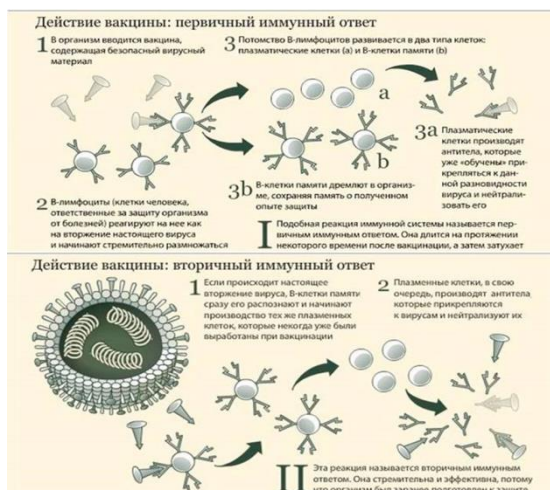 Действие вакцины: первичный иммунный ответ
1 В организм вводится вакцина,
содержащая безопасный вирусный
материал
3 Потомство В-лимфоцитов развивается в два типа клеток:
плазматические клетки (a) и В-клетки памяти (b)
a
b
3a Плазматические
клетки производят
антитела, которые
уже «обучены» при-
крепляться к дан-
ной разновидности
вируса и нейтрали-
зовать его
3b В-клетки памяти дремлют в организ-
ме, сохраняя память о полученном
опыте защиты
2 В-лимфоциты (клетки человека,
ответственные за защиту организма
от болезней) реагируют на нее как
на вторжение настоящего вируса
и начинают стремительно размножаться
I Подобная реакция иммунной системы называется пер-
вичным иммунным ответом. Она длится на протяжении
некоторого времени после вакцинации, а затем затухает
Действие вакцины: вторичный иммунный ответ
1 Если происходит настоящее
вторжение вируса, В-клетки памяти
сразу его распознают и начинают
производство тех же плазменных
клеток, которые некогда уже были
выработаны при вакцинации
2 Плазменные клетки, в свою
очередь, производят антитела
которые прикрепляются
к вирусам и нейтрализуют их
II Эта реакция называется вторичным иммунным
ответом. Она стремительна и эффективна, потому
что организм был заранее подготовлен к защите